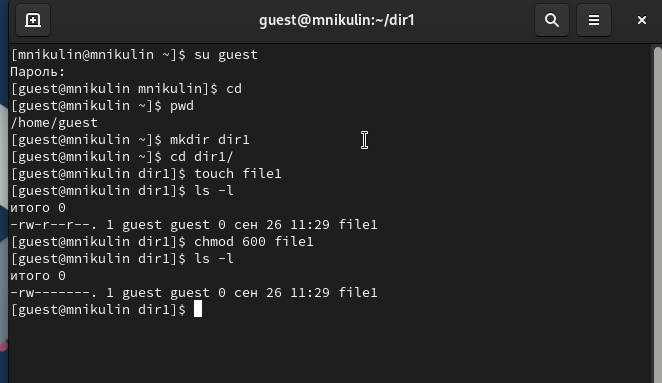 guest@mnikulin:~/dir1
[mnikulin@mnikulin ~]$ su guest
Пароль:
[guest@mnikulin mnikulin]$ cd
[guest@mnikulin ~]$ pwd
/home/guest
[guest@mnikulin ~]$ mkdir dir1
[guest@mnikulin ~]$ cd dir1/
[guest@mnikulin dir1]$ touch file1
[guest@mnikulin dir1]$ ls -l
итого 0
-rw-r--r--. 1 guest guest 0 сен 26 11:29 file1
[guest@mnikulin dir1]$ chmod 600 file1
[guest@mnikulin dir1]$ ls -l
итого 0
-rw-------. 1 guest guest 0 сен 26 11:29 file1
[guest@mnikulin dir1]$